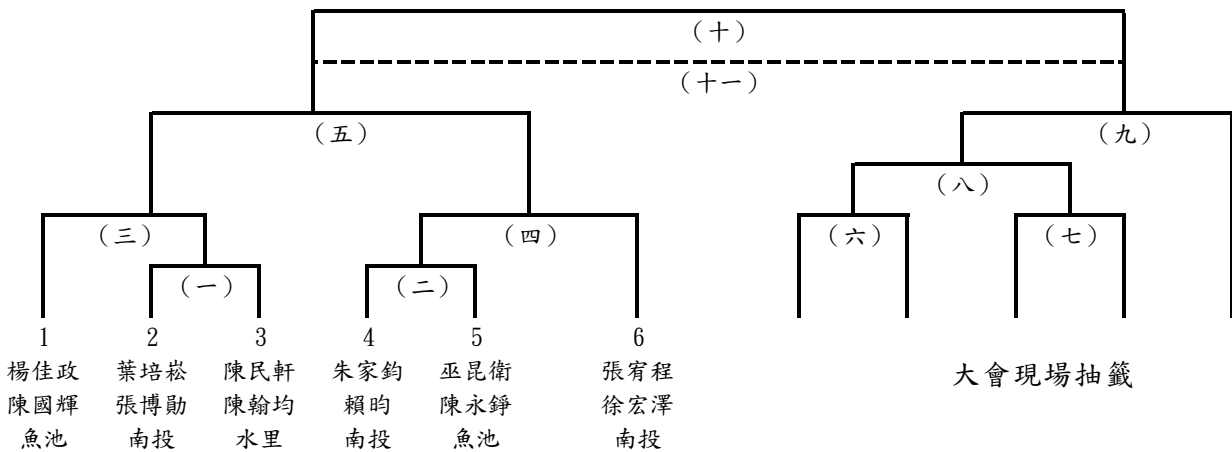 （十）
（十一）
（五）
（九）
（八）
（三）
（四）
（六）
（七）
（一）
（二）
1 2 3 4 5 6
楊佳政 葉培崧 陳民軒 朱家鈞 巫昆衛 張宥程
大會現場抽籤
陳國輝 張博勛 陳翰均 賴昀 陳永錚 徐宏澤
魚池 南投 水里 南投 魚池 南投